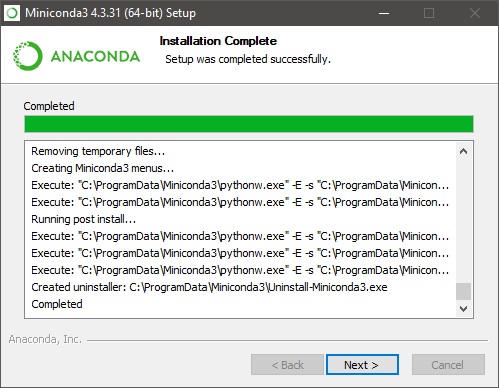 Miniconda3 4.3.31 (64-bit) Setup
ANACONDA
Installation Complete
Setup was completed successfully.
Completed
Removing temporary files...
Creating Miniconda3 menus...
Execute: "C:\ProgramData\Miniconda3\pythonw.exe" -E -s "C:\ProgramData\Minicon...
Execute: "C:\ProgramData\Miniconda3\pythonw.exe" -E -s "C:\ProgramData\Minicon...
Running post install...
Execute: "C:\ProgramData\Miniconda3\pythonw.exe" -E -s "C:\ProgramData\Minicon...
Execute: "C:\ProgramData\Miniconda3\pythonw.exe" -E -s "C:\ProgramData\Minicon...
Execute: "C:\ProgramData\Miniconda3\pythonw.exe" -E -s "C:\ProgramData\Minicon...
Created uninstaller: C:\ProgramData\Miniconda3\Uninstall-Miniconda3.exe
Completed
Anaconda, Inc.
< Back
Next >
Cancel